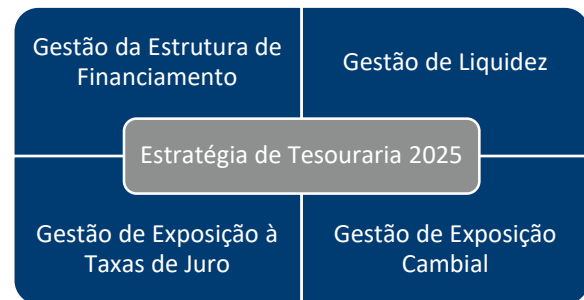 Gestão da Estrutura de
Financiamento
Gestão de Liquidez
Estratégia de Tesouraria 2025
Gestão de Exposição à
Taxas de Juro
Gestão de Exposição
Cambial